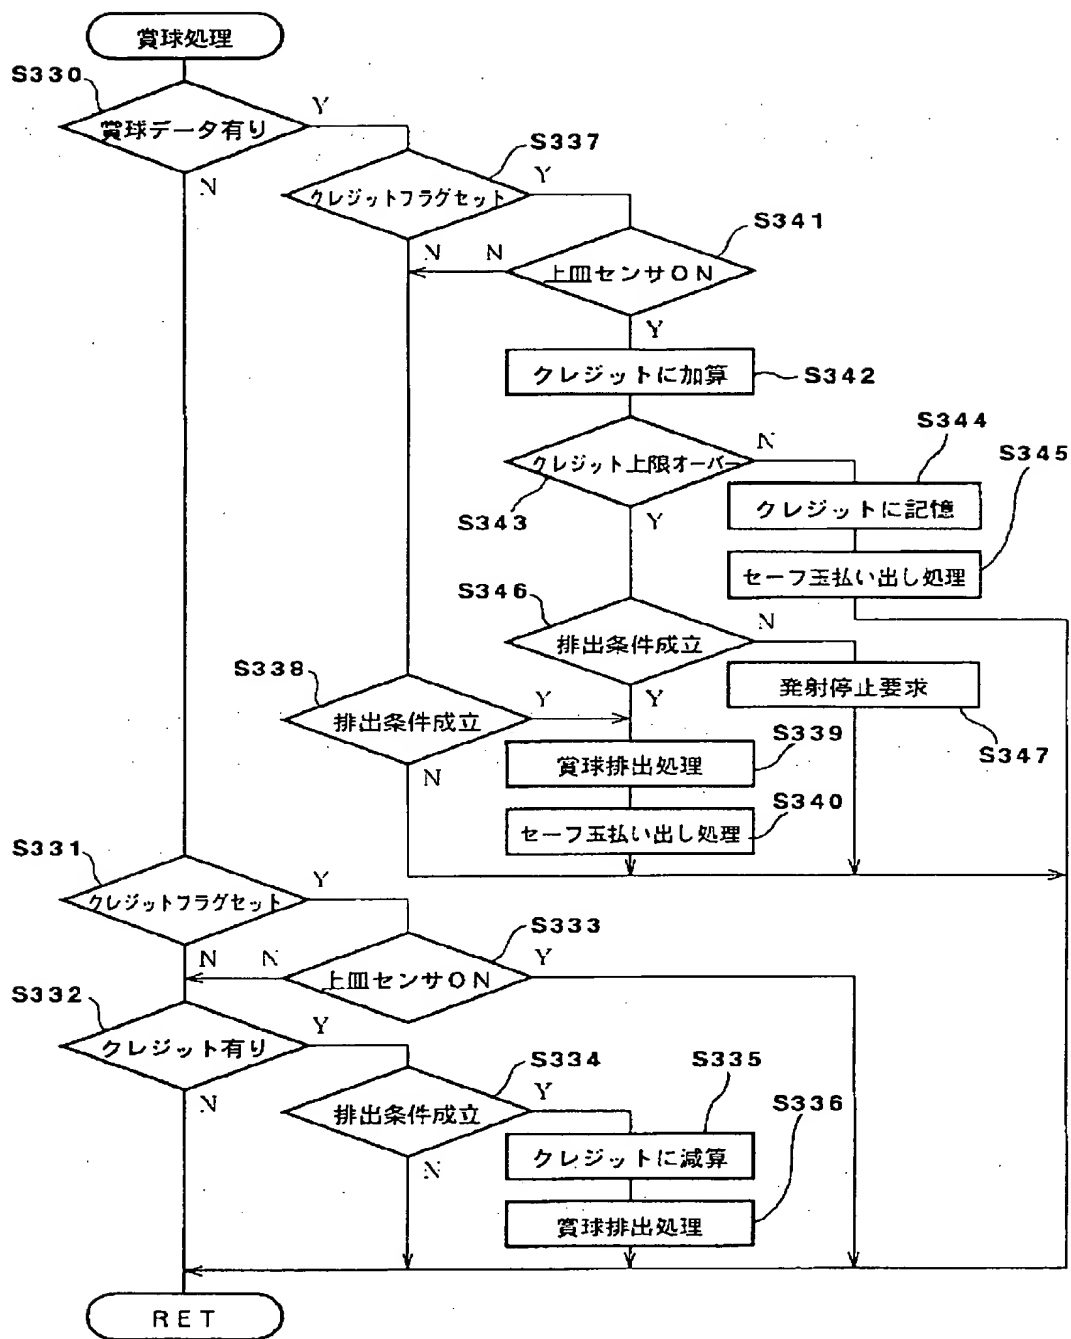 賞球処理
S330
Y
賞球データ有り
N
S337
Y
クレジットフラグセット
N
S341
N
上皿センサON
Y
クレジットに加算
S342
S344
N
クレジット上限オーバー
S345
S343
Y
クレジットに記憶
セーフ玉払い出し処理
S346
N
排出条件成立
S338
Y
Y
発射停止要求
排出条件成立
S339
S347
N
賞球排出処理
S340
セーフ玉払い出し処理
S331
Y
クレジットフラグセット
S333
N
N
Y
上皿センサON
S332
Y
クレジット有り
S334
S335
N
Y
S336
排出条件成立
クレジットに減算
N
賞球排出処理
RET